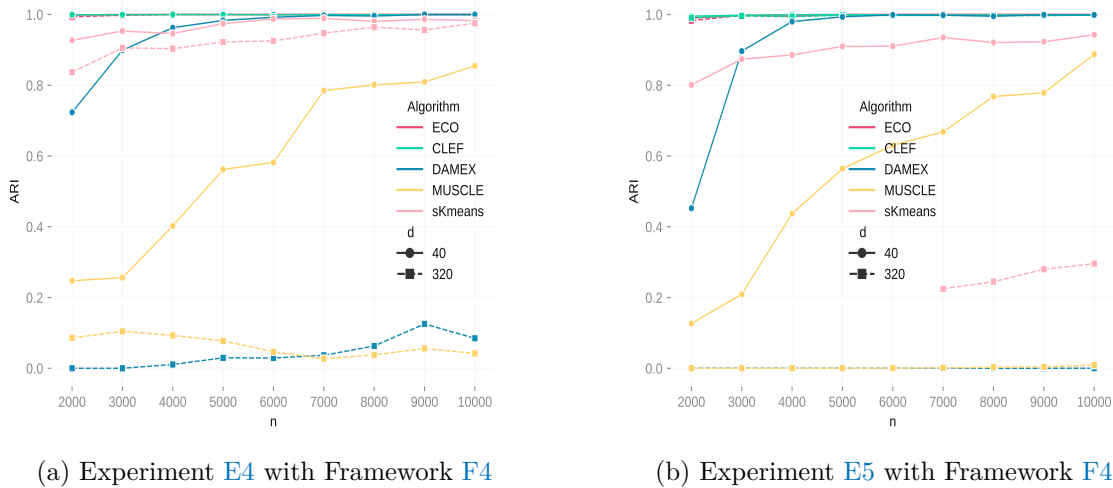 1.0
0.8
0.6
0.4
0.2
0.0
ARI
Algorithm
ECO
CLEF
DAMEX
MUSCLE
sKmeans
d
40
320
2000 3000 4000 5000 6000 7000 8000 9000 10000
n
(a) Experiment E4 with Framework F4
1.0
0.8
0.6
0.4
0.2
0.0
ARI
Algorithm
ECO
CLEF
DAMEX
MUSCLE
sKmeans
d
40
320
2000 3000 4000 5000 6000 7000 8000 9000 10000
n
(b) Experiment E5 with Framework F4